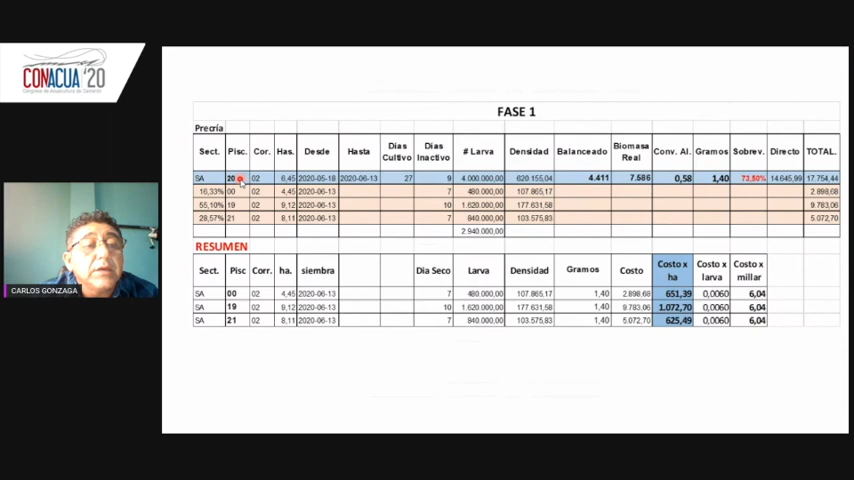 CONACUA '20
FASE 1
Precría
Sect. Pisc. Cor. Has. Desde Hasta Dias Cultivo Dias Inactivo # Larva Densidad Balanceado Biomasa Real Conv. Al. Gramos Sobrev. Directo TOTAL.
SA 20 02 6,45 2020-05-18 2020-06-13 27 9 4.000.000,00 620.155,04 4.411 7.586 0,58 1,40 73,50% 14.645,99 17.754,44
16,33% 00 02 4,45 2020-06-13 7 480.000,00 107.865,17 2.898,68
55,10% 19 02 9,12 2020-06-13 10 1.620.000,00 177.631,58 9.783,06
28,57% 21 02 8,11 2020-06-13 7 840.000,00 103.575,83 5.072,70
2.940.000,00
RESUMEN
Sect. Pisc Corr. ha. siembra Dia Seco Larva Densidad Gramos Costo Costo x ha Costo x larva Costo x millar
SA 00 02 4,45 2020-06-13 7 480.000,00 107.865,17 1,40 2.898,68 651,39 0,0060 6,04
SA 19 02 9,12 2020-06-13 10 1.620.000,00 177.631,58 1,40 9.783,06 1.072,70 0,0060 6,04
SA 21 02 8,11 2020-06-13 7 840.000,00 103.575,83 1,40 5.072,70 625,49 0,0060 6,04
CARLOS GONZAGA